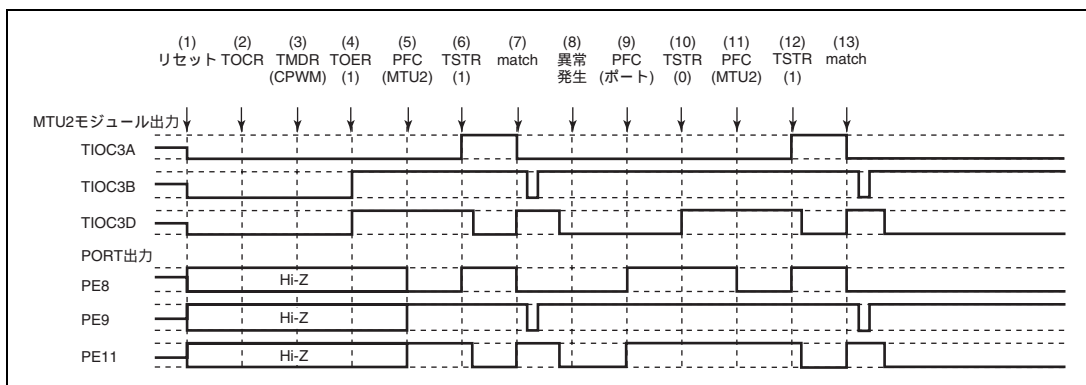 (1) (2) (3) (4) (5) (6) (7) (8) (9) (10) (11) (12) (13)
リセット TOCR TMDR TOER PFC TSTR match 異常 PFC TSTR PFC TSTR match
(CPWM) (1) (MTU2) (1) 発生 (ポート) (0) (MTU2) (1)
MTU2モジュール出力
TIOC3A
TIOC3B
TIOC3D
PORT出力
PE8 Hi-Z
PE9 Hi-Z
PE11 Hi-Z